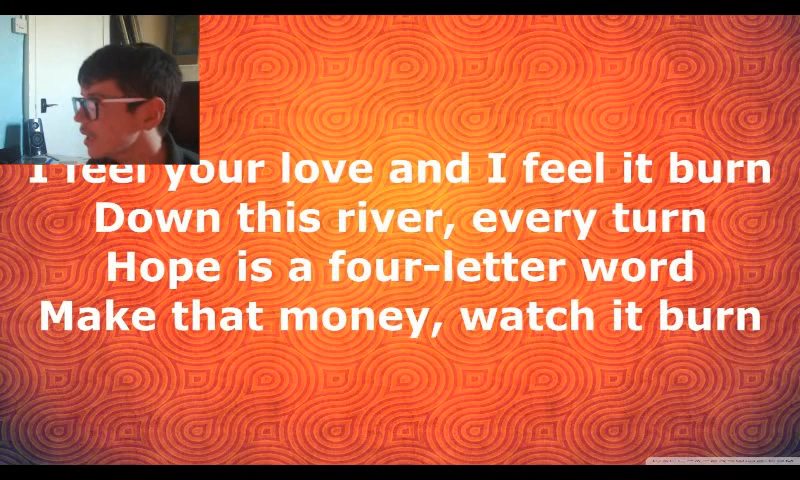 I feel your love and I feel it burn
Down this river, every turn
Hope is a four-letter word
Make that money, watch it burn